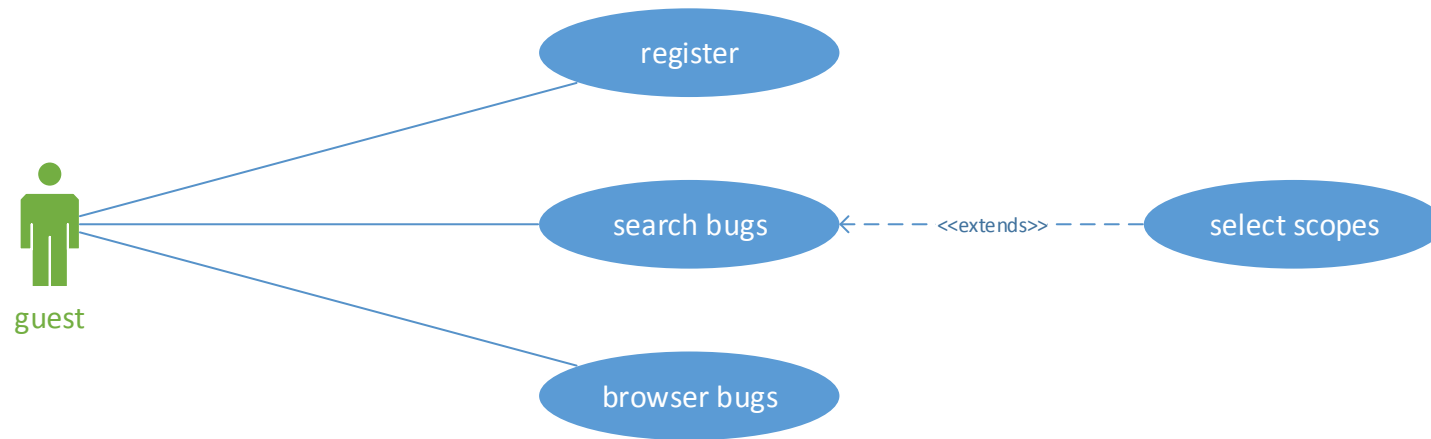 register
search bugs
<<extends>>
select scopes
guest
browser bugs